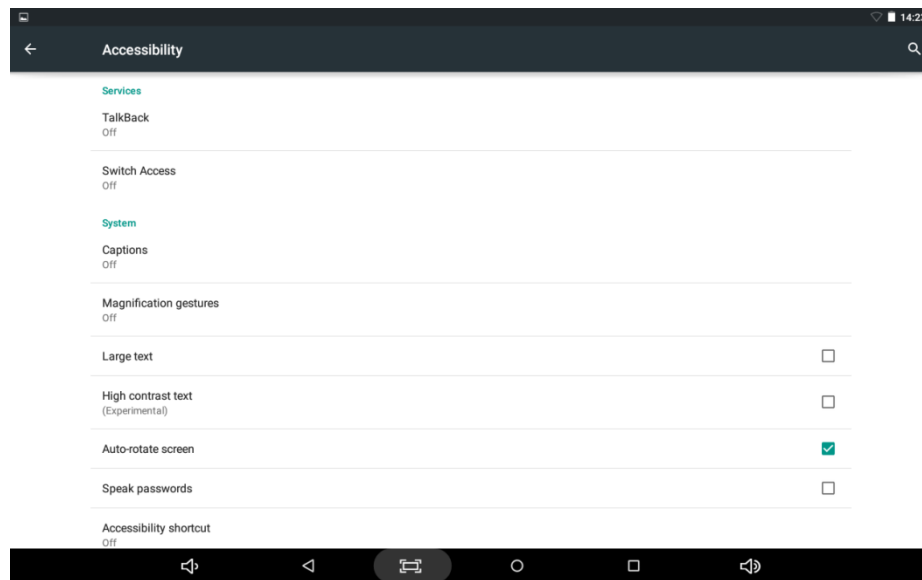 14:23
Accessibility
Services
TalkBack
Off
Switch Access
Off
System
Captions
Off
Magnification gestures
Off
Large text
High contrast text
(Experimental)
Auto-rotate screen
Speak passwords
Accessibility shortcut
Off